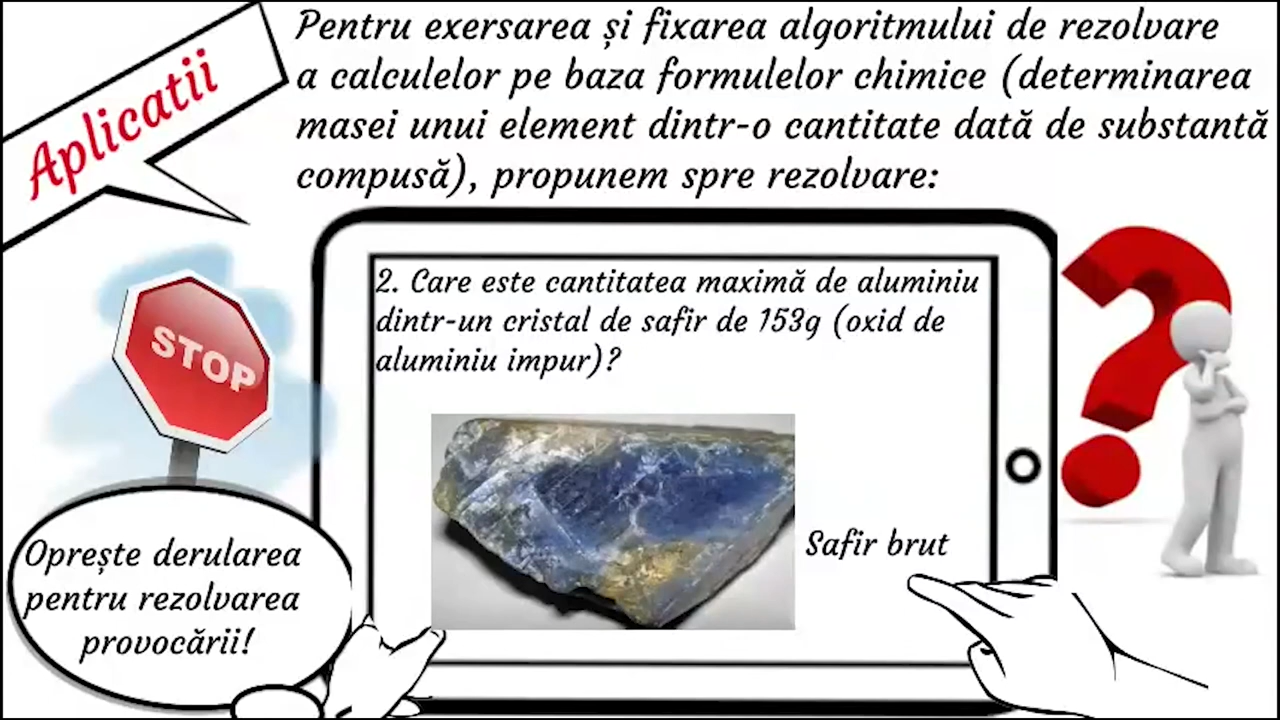 Aplicatii
Pentru exersarea și fixarea algoritmului de rezolvare
a calculelor pe baza formulelor chimice (determinarea
masei unui element dintr-o cantitate dată de substantă
compusă), propunem spre rezolvare:
2. Care este cantitatea maximă de aluminiu
dintr-un cristal de safir de 153g (oxid de
aluminiu impur)?
STOP
Safir brut
Oprește derularea
pentru rezolvarea
provocării!